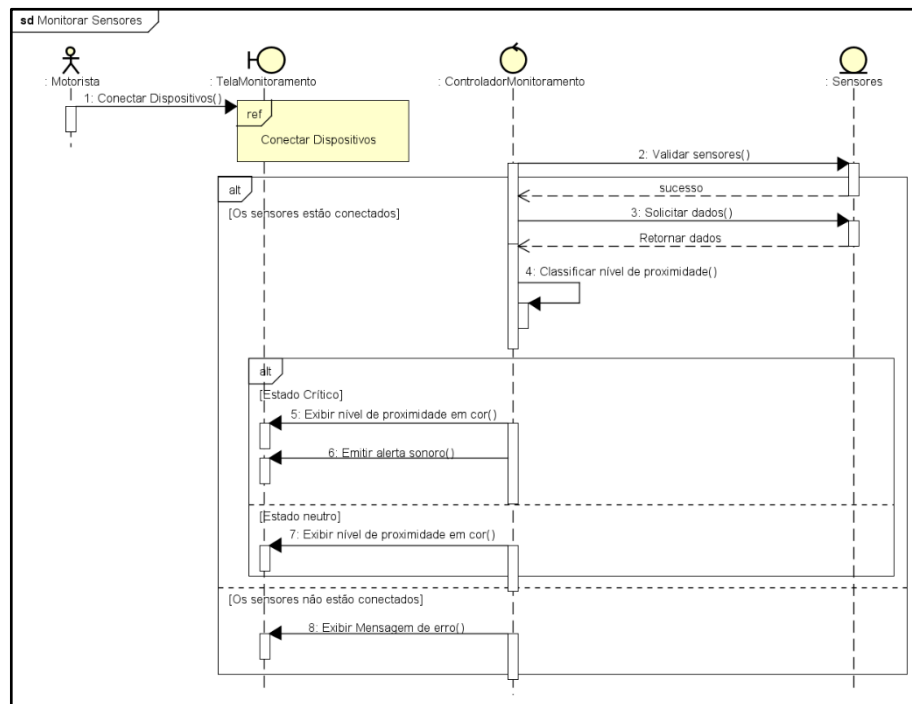 sd Monitorar Sensores
: Motorista
: TelaMonitoramento
: ControladorMonitoramento
: Sensores
1: Conectar Dispositivos()
ref
Conectar Dispositivos
2: Validar sensores()
alt
sucesso
[Os sensores estão conectados]
3: Solicitar dados()
Retornar dados
4: Classificar nível de proximidade()
alt
[Estado Crítico]
5: Exibir nível de proximidade em cor()
6: Emitir alerta sonoro()
[Estado neutro]
7: Exibir nível de proximidade em cor()
[Os sensores não estão conectados]
8: Exibir Mensagem de erro()